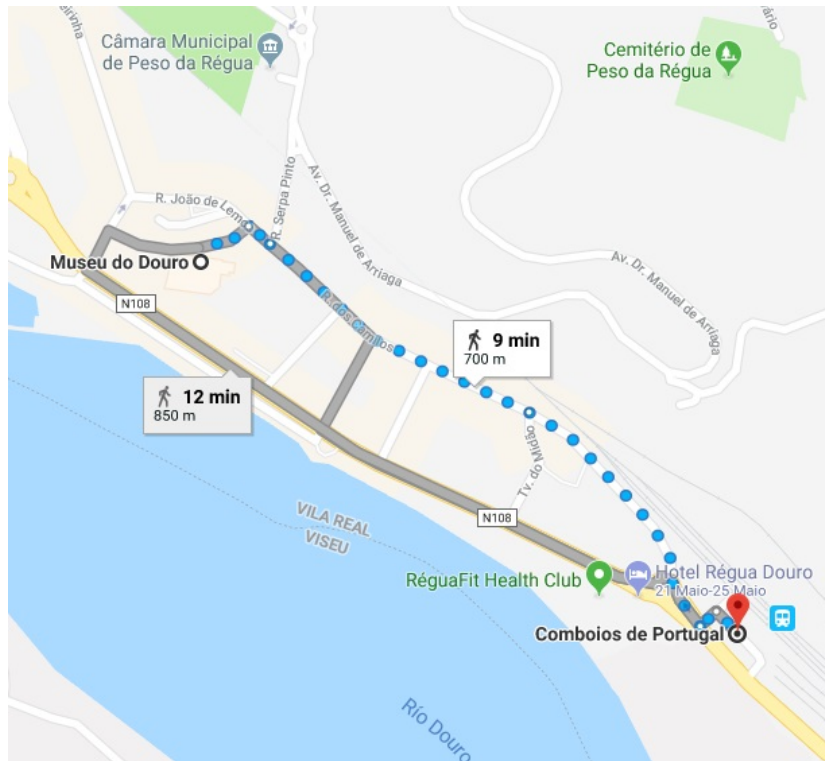 Câmara Municipal
de Peso da Régua
Cemitério de
Peso da Régua
R. João de Lemos
R. Serpa Pinto
Av. Dr. Manuel de Arriaga
Av. Dr. Manuel de Arriaga
Museu do Douro
N108
R. dos Camilos
9 min
700 m
12 min
850 m
Tv. do Midão
N108
VILA REAL
VISEU
RéguaFit Health Club
Hotel Régua Douro
21 Maio-25 Maio
Comboios de Portugal
Río Douro